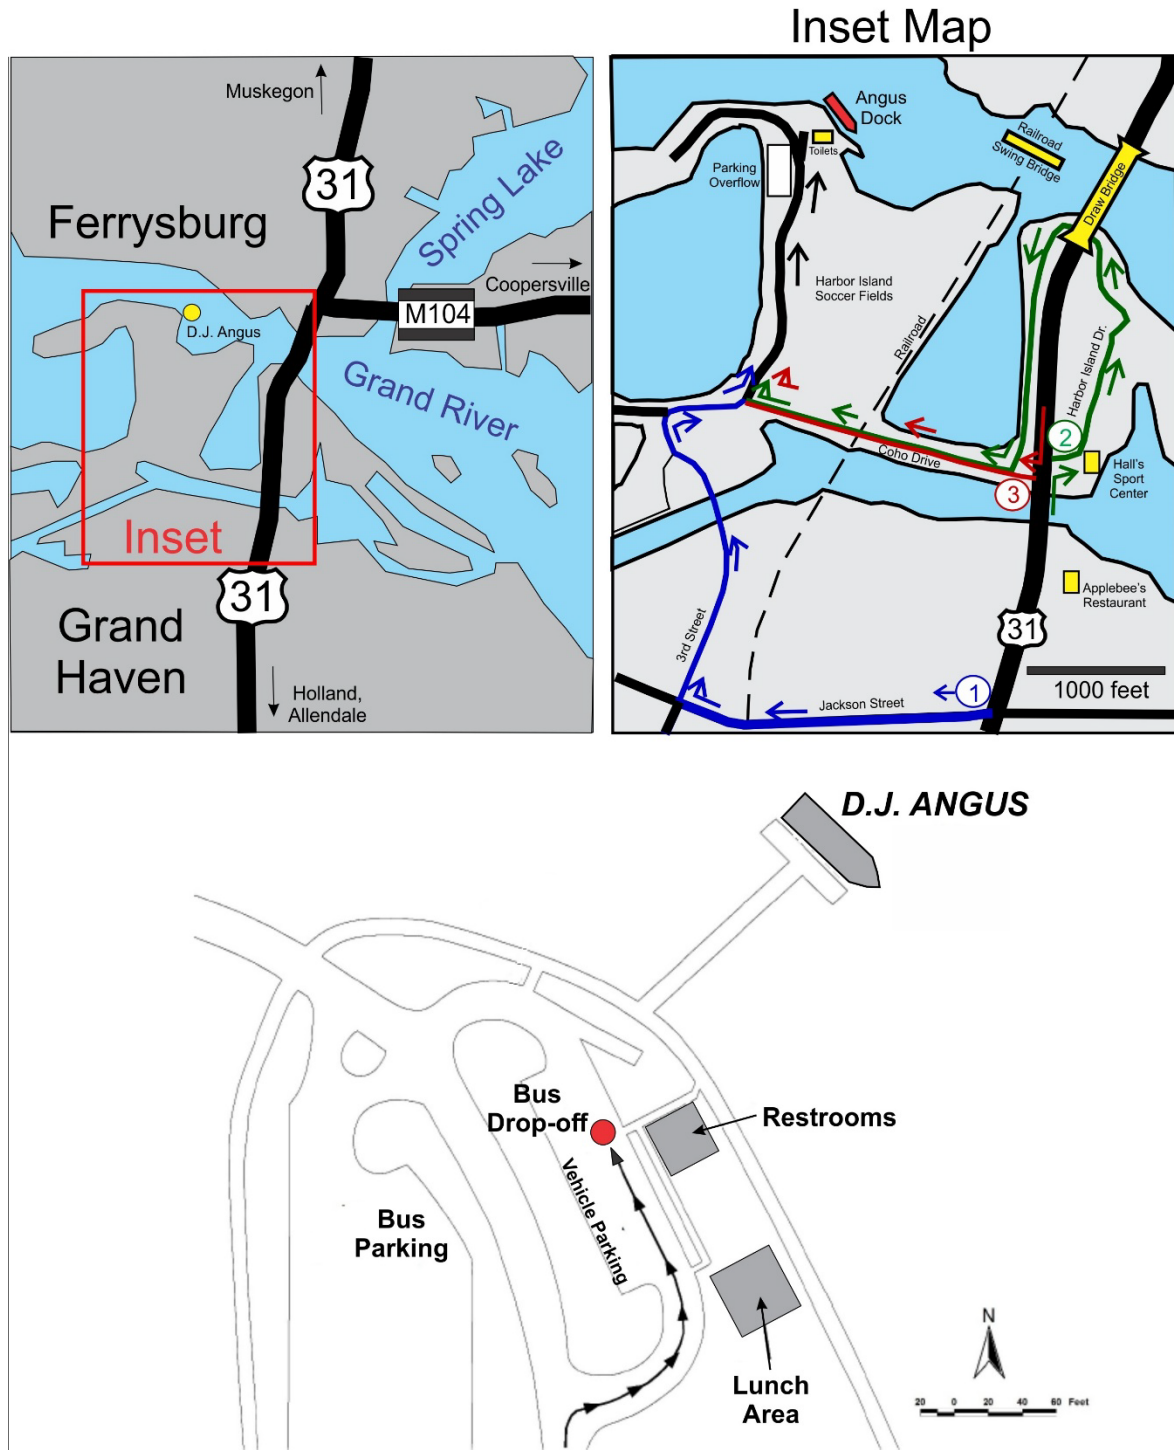 Inset Map
Muskegon
31
Ferrysburg
Spring Lake
Coopersville
M104
D.J. Angus
Grand River
Inset
31
Grand
Haven
Holland,
Allendale
Angus
Dock
Toilets
Parking
Overflow
Railroad
Swing Bridge
Draw Bridge
Harbor Island
Soccer Fields
Railroad
Harbor Island Dr.
2
Coho Drive
3
Hall's
Sport
Center
Applebee's
Restaurant
3rd Street
31
1000 feet
1
Jackson Street
D.J. ANGUS
Bus
Drop-off
Restrooms
Vehicle Parking
Bus
Parking
Lunch
Area
N
20 0 20 40 60 Feet